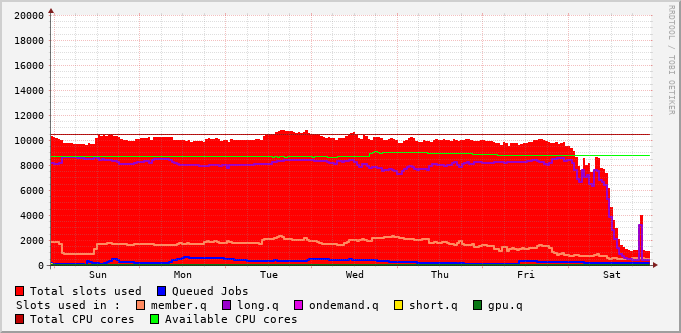 20000
18000
16000
14000
12000
10000
8000
6000
4000
2000
0
Sun Mon Tue Wed Thu Fri Sat
RRDTOOL / TOBI OETIKER
Total slots used Queued Jobs
Slots used in : member.q long.q ondemand.q short.q gpu.q
Total CPU cores Available CPU cores